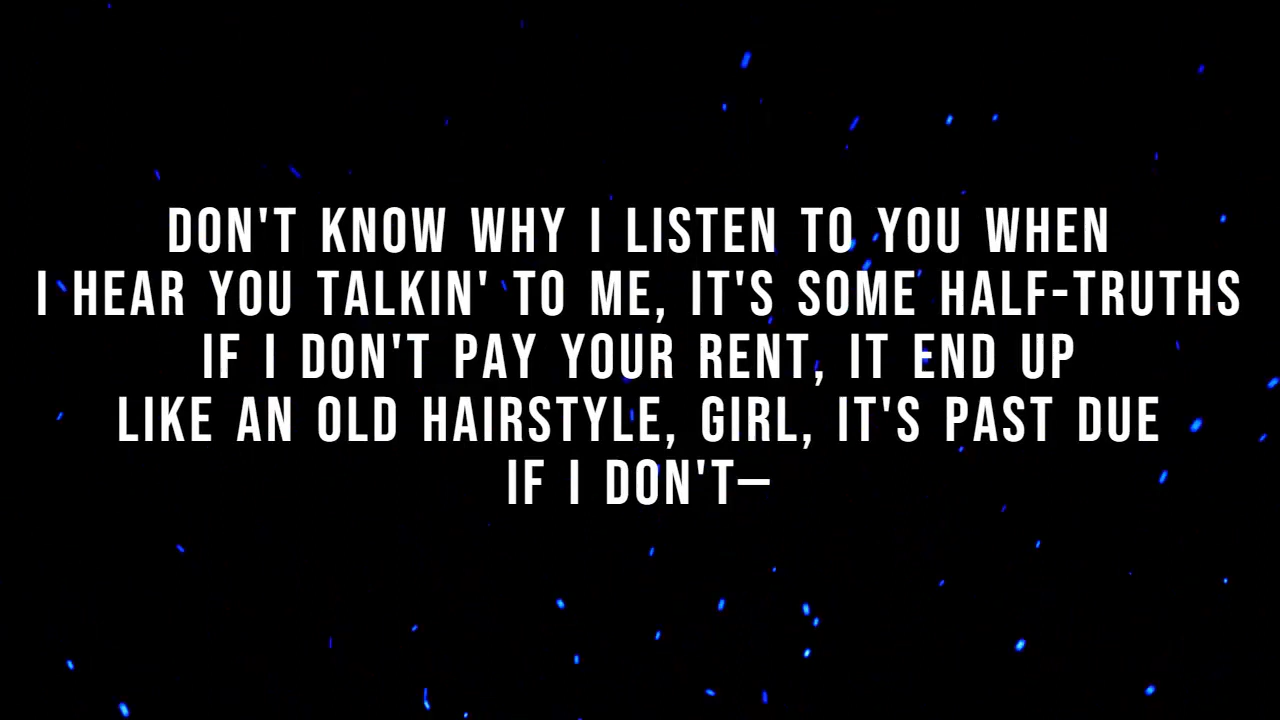 DON'T KNOW WHY I LISTEN TO YOU WHEN
I HEAR YOU TALKIN' TO ME, IT'S SOME HALF-TRUTHS
IF I DON'T PAY YOUR RENT, IT END UP
LIKE AN OLD HAIRSTYLE, GIRL, IT'S PAST DUE
IF I DON'T—